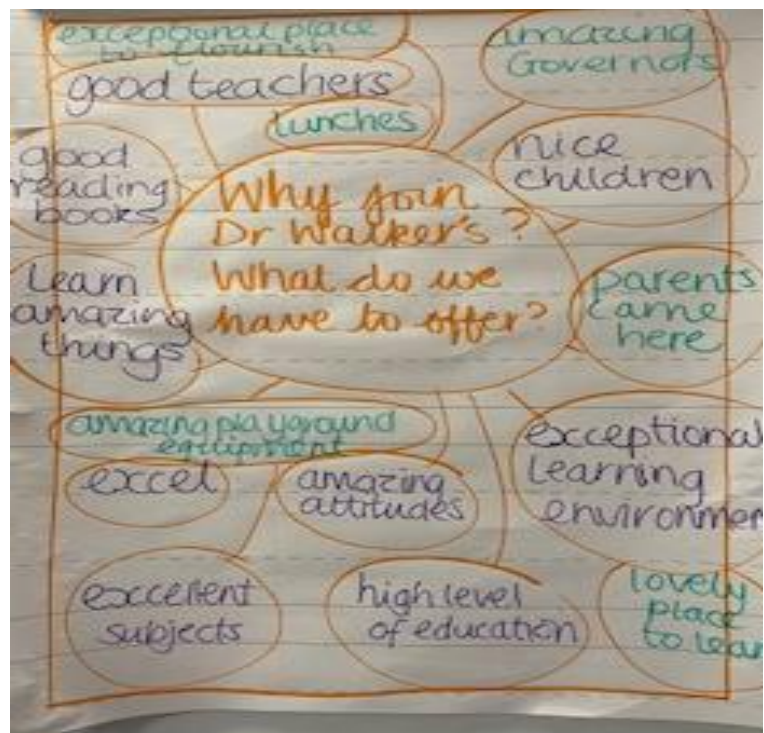 exceptional place
to flourish
good teachers
lunches
amazing
Governors
good
reading
books
nice
children
Why join
Dr Walker's?
What do we
have to offer?
Learn
amazing
things
parents
came
here
amazing playground
equipment
excel
amazing
attitudes
exceptional
learning
environmen
excellent
subjects
high level
of education
lovely
place
to lear